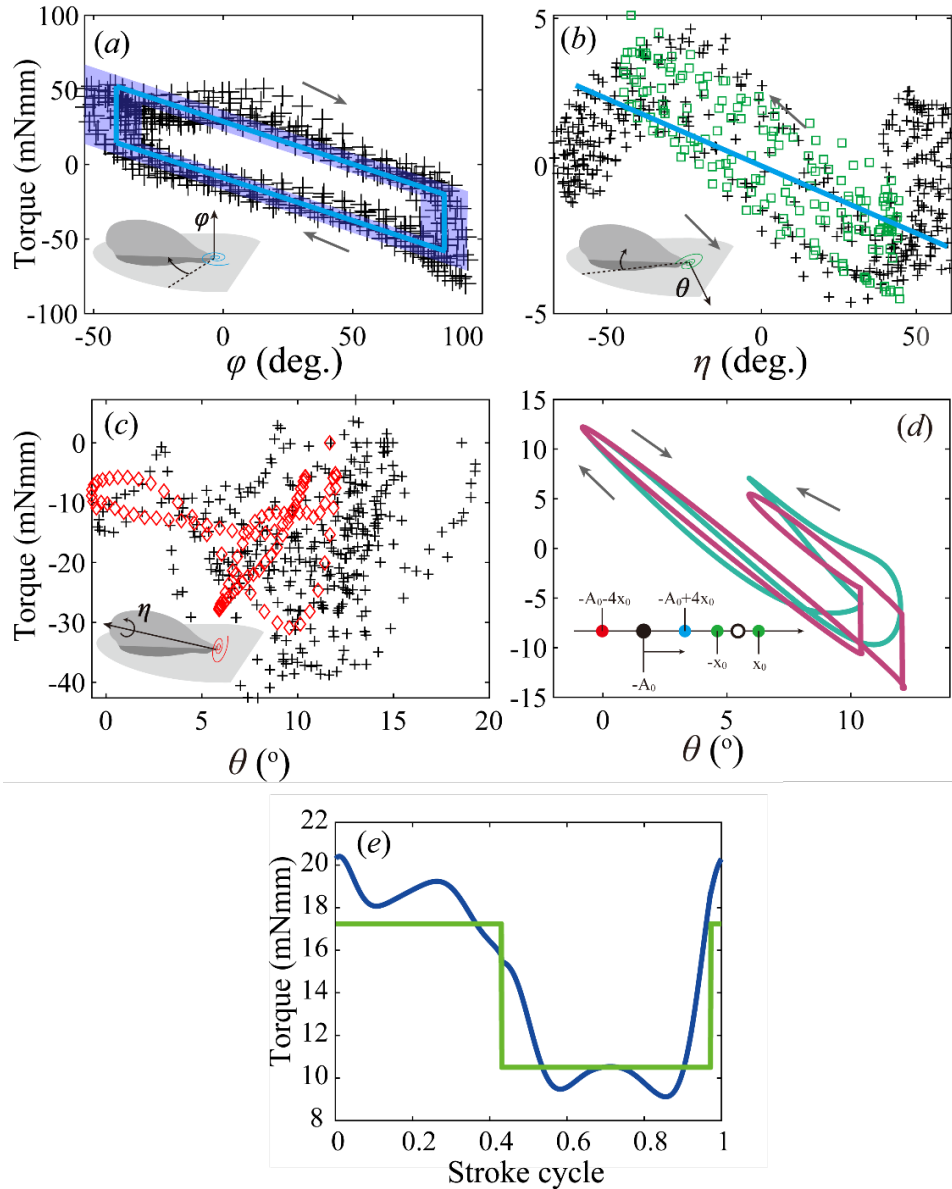 100
50
0
-50
-100
Torque (mNmm)
(a)
φ
-50
0
50
100
φ (deg.)
5
0
-5
(b)
θ
-50
0
50
η (deg.)
0
-10
-20
-30
-40
Torque (mNmm)
(c)
η
0
5
10
15
20
θ (º)
15
10
5
0
-5
-10
-15
(d)
-A₀-4x₀
-A₀+4x₀
-A₀
-x₀
x₀
0
5
10
θ (º)
22
20
18
16
14
12
10
8
Torque (mNmm)
(e)
0
0.2
0.4
0.6
0.8
1
Stroke cycle